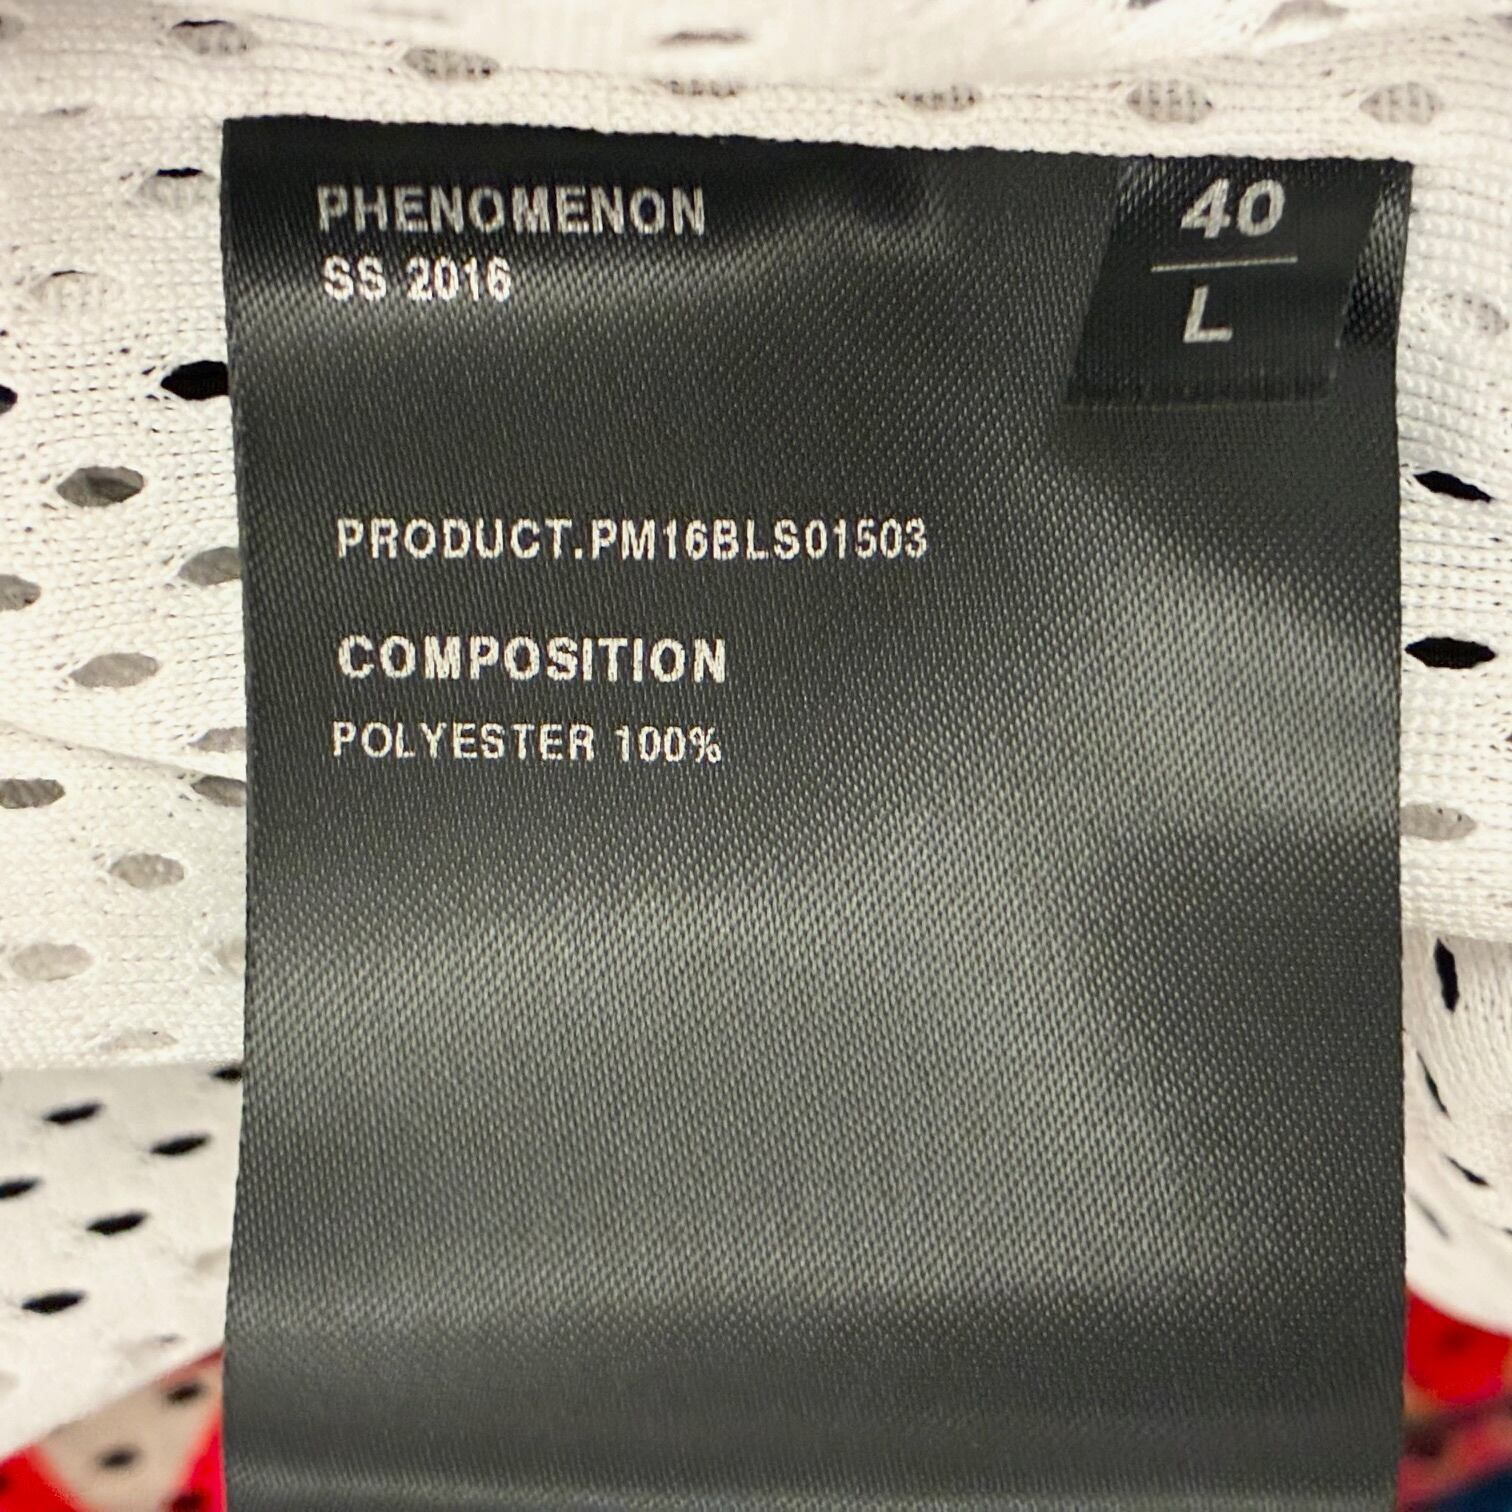 PHENOMENON
SS 2016
40
L
PRODUCT.PM16BLS01503
COMPOSITION
POLYESTER 100%